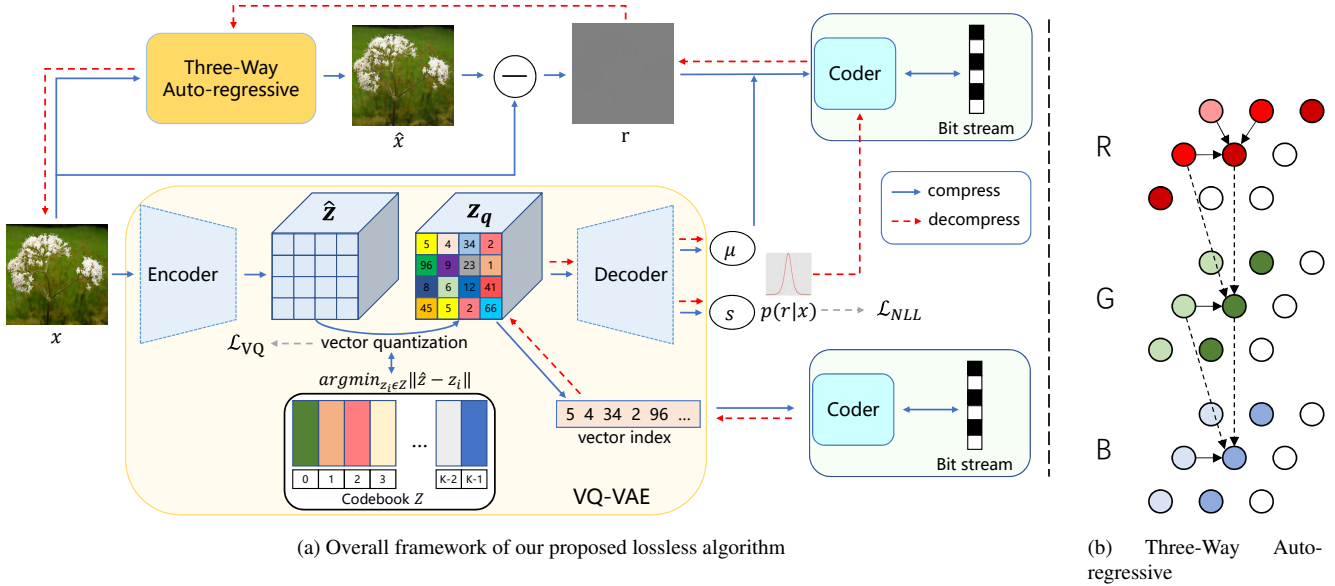 Three-Way
Auto-regressive
x̂
—
r
Coder
Bit stream
compress
decompress
x
Encoder
ẑ
z_q
5 4 34 2
96 9 23 1
8 6 12 41
45 5 2 66
Decoder
μ
s
p(r|x)
ℒ_NLL
ℒ_VQ
vector quantization
argmin_{z_i ϵ Z}‖ẑ − z_i‖
...
0 1 2 3 K-2 K-1
Codebook Z
5 4 34 2 96 ...
vector index
VQ-VAE
Coder
Bit stream
(a) Overall framework of our proposed lossless algorithm
R
G
B
(b) Three-Way Auto-
regressive